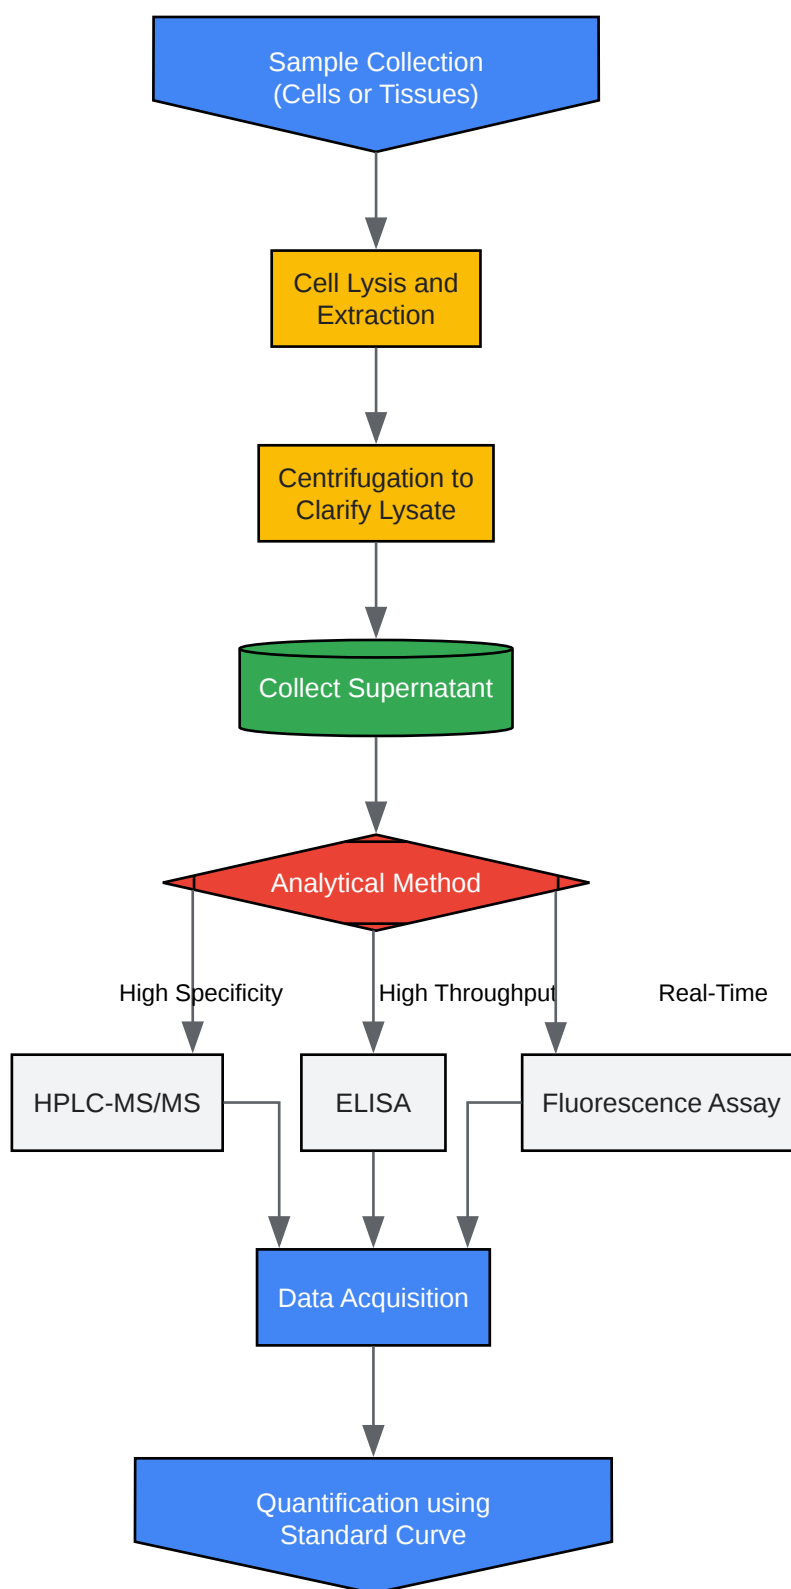 Sample Collection
(Cells or Tissues)
Cell Lysis and
Extraction
Centrifugation to
Clarify Lysate
Collect Supernatant
Analytical Method
High Specificity
High Throughput
Real-Time
HPLC-MS/MS
ELISA
Fluorescence Assay
Data Acquisition
Quantification using
Standard Curve